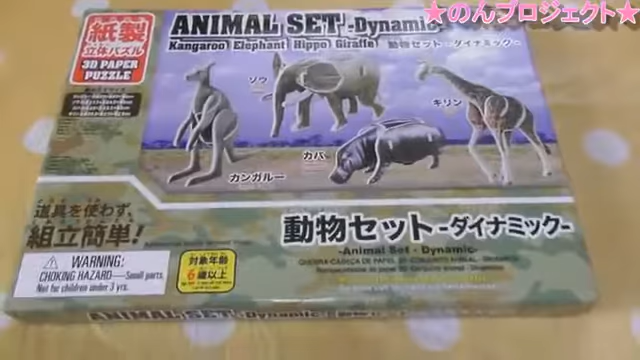 ★のんプロジェクト★
紙製
立体パズル
3D PAPER
PUZZLE
ANIMAL SET -Dynamic-
Kangaroo Elephant Hippo Giraffe 動物セット-ダイナミック-
ゾウ
キリン
カバ
カンガルー
道具を使わず、
組立簡単!
動物セット-ダイナミック-
-Animal Set - Dynamic-
WARNING:
CHOKING HAZARD—Small parts.
Not for under 3 yrs.
対象年齢
6歳以上
ANIMAL SET -Dynamic-